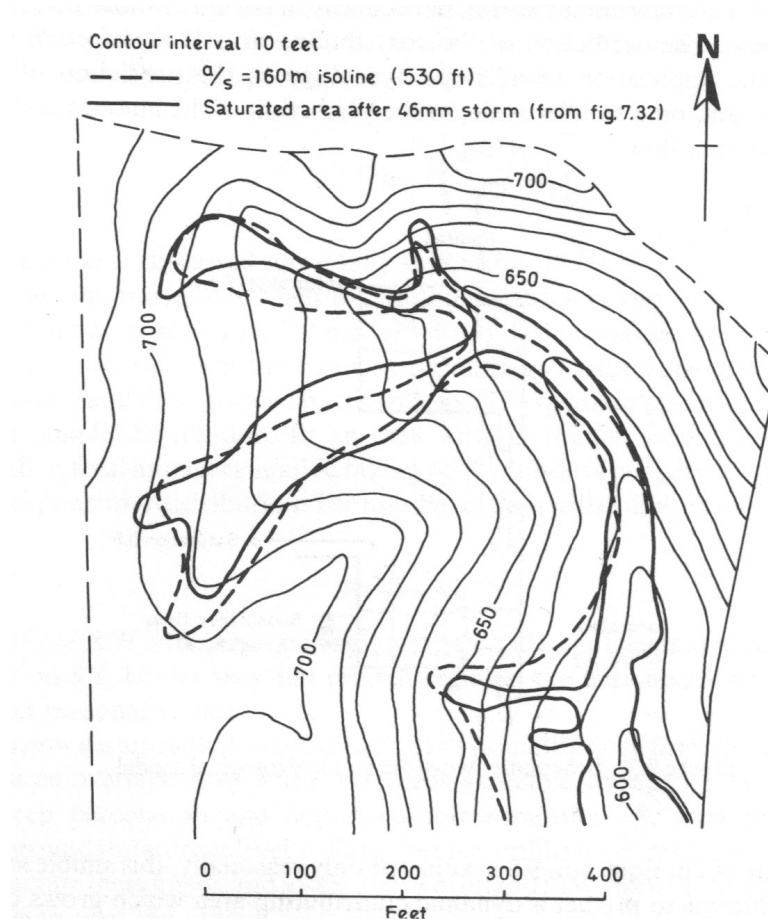 Contour interval 10 feet
N
a/s = 160m isoline (530 ft)
Saturated area after 46mm storm (from fig. 7.32)
700
650
700
650
700
600
0 100 200 300 400
Feet